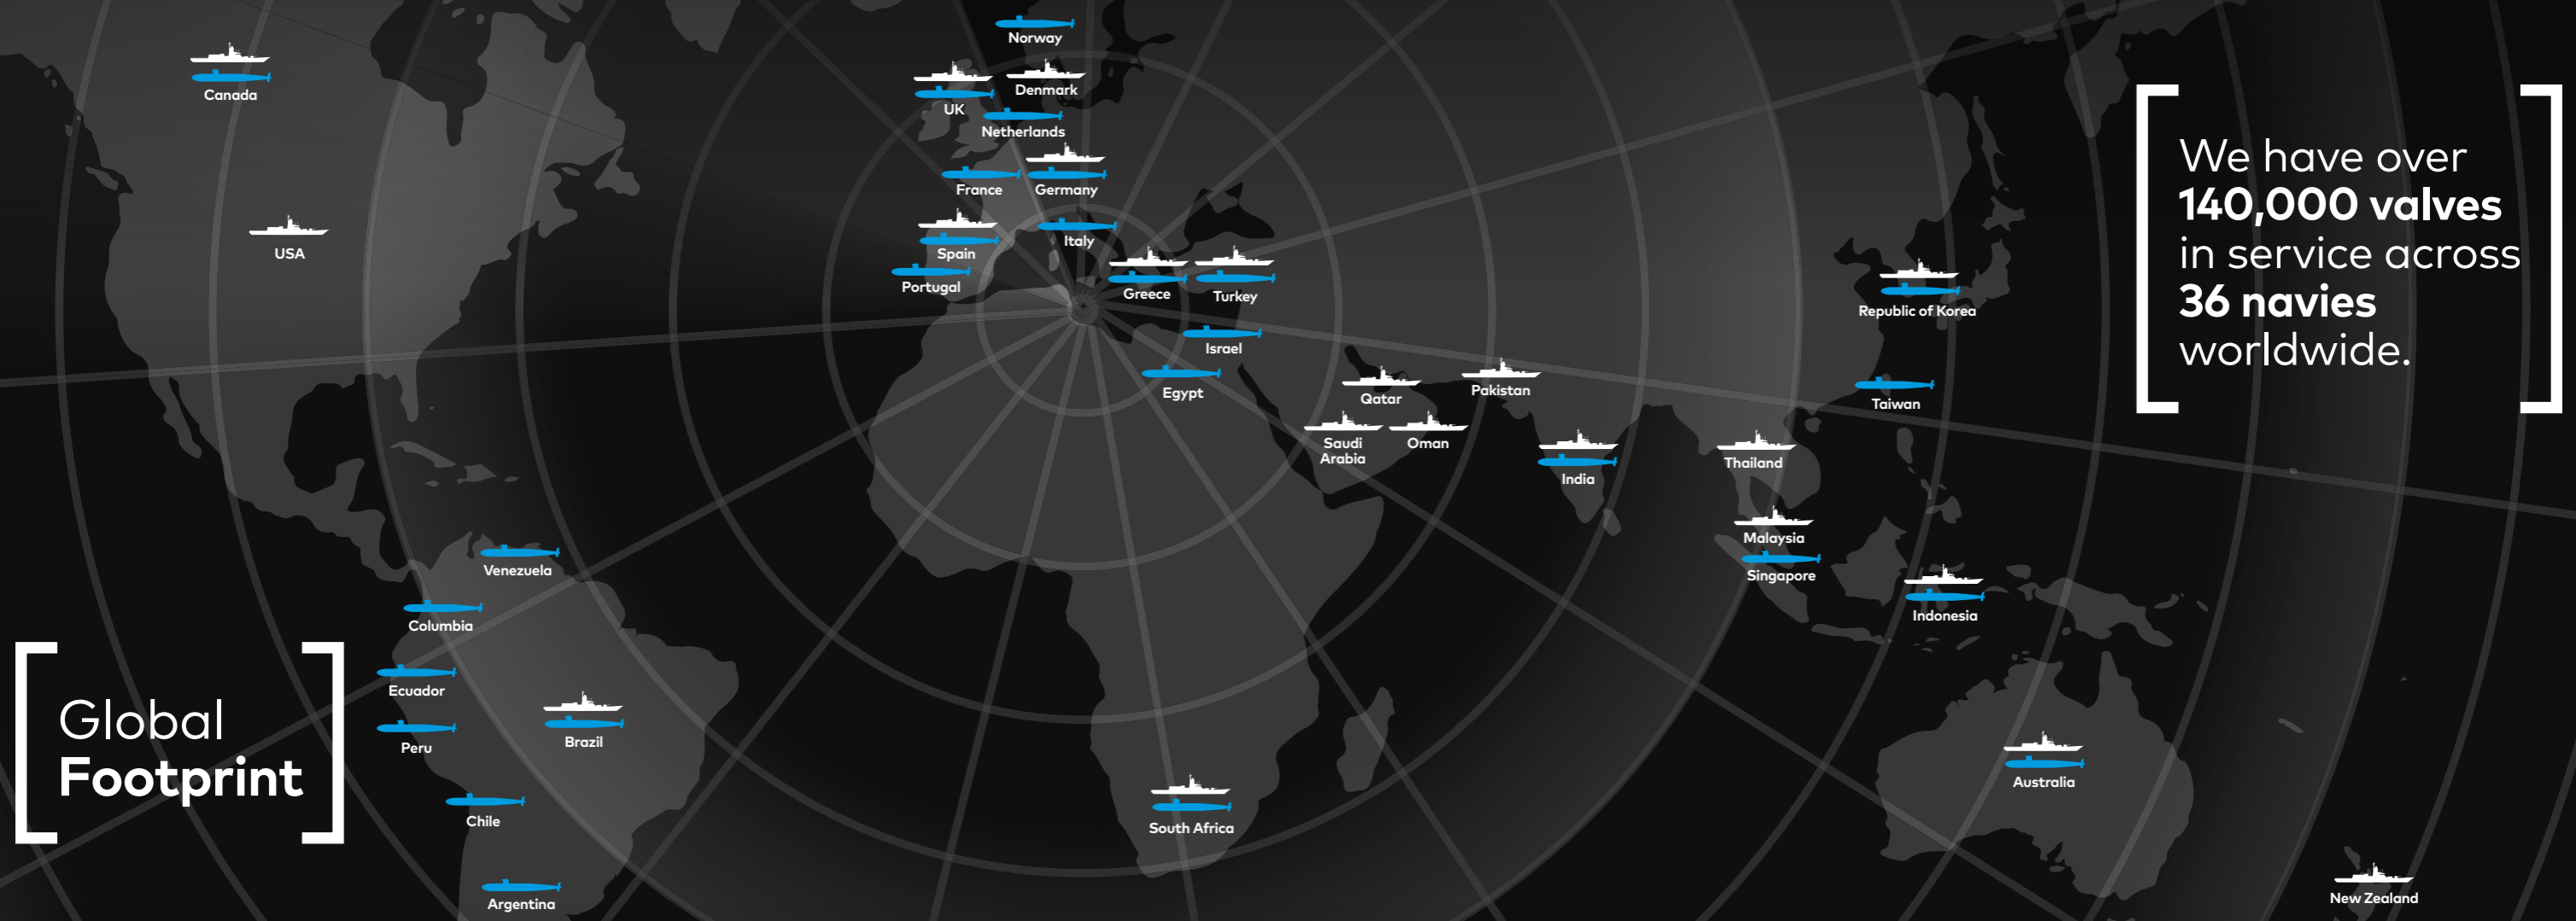 Norway
Canada
UK
Denmark
Netherlands
France
Germany
USA
Spain
Italy
Portugal
Greece
Turkey
Republic of Korea
Israel
Egypt
Qatar
Pakistan
Taiwan
Saudi
Arabia
Oman
India
Thailand
Malaysia
Singapore
Indonesia
Venezuela
Columbia
Ecuador
Peru
Brazil
Chile
Argentina
South Africa
Australia
New Zealand
We have over
140,000 valves
in service across
36 navies
worldwide.
Global
Footprint